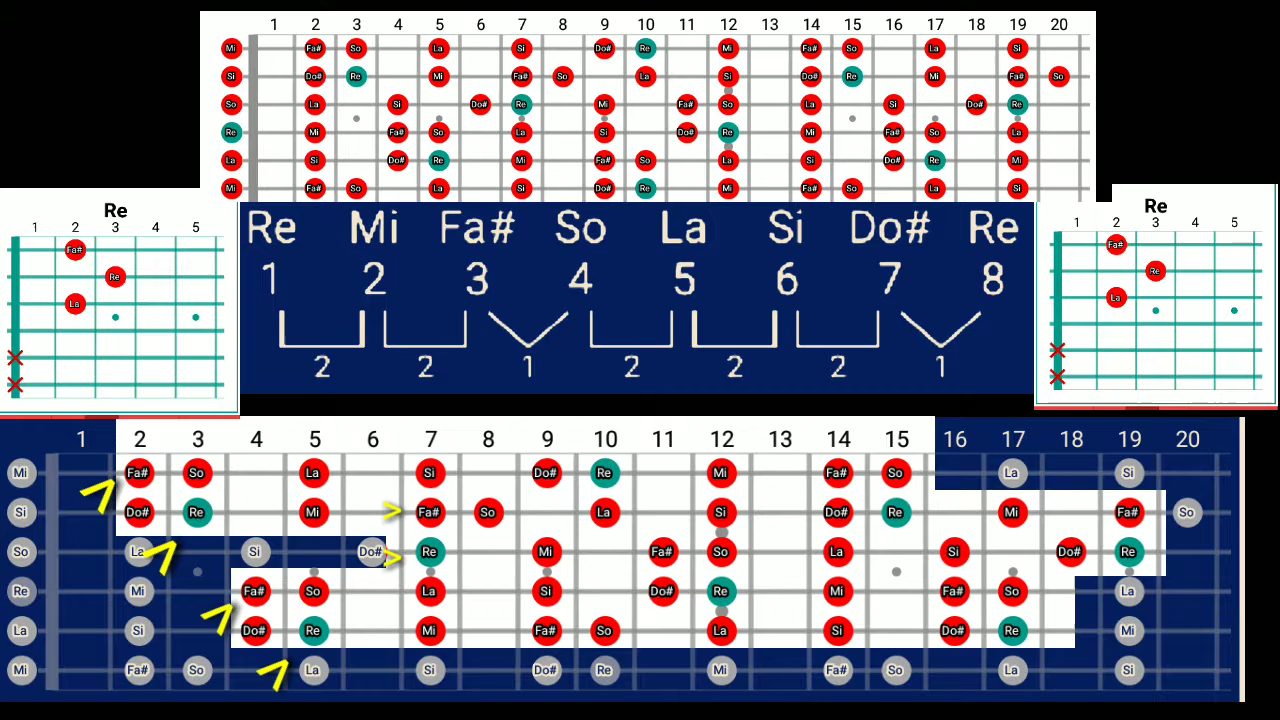 1 2 3 4 5 6 7 8 9 10 11 12 13 14 15 16 17 18 19 20
Mi Fa# So La Si Do# Re Mi Fa# So La Si
Si Do# Re Mi Fa# So La Si Do# Re Mi Fa# So
So La Si Do# Re Mi Fa# So La Si Do# Re
Re Mi Fa# So La Si Do# Re Mi Fa# So La
La Si Do# Re Mi Fa# So La Si Do# Re Mi
Mi Fa# So La Si Do# Re Mi Fa# So La Si
Re
1 2 3 4 5
Fa#
Re
La
X
X
Re Mi Fa# So La Si Do# Re
1 2 3 4 5 6 7 8
2 2 1 2 2 2 1
Re
1 2 3 4 5
Fa#
Re
La
X
X
1 2 3 4 5 6 7 8 9 10 11 12 13 14 15 16 17 18 19 20
Mi Fa# So La Si Do# Re Mi Fa# So La Si
Si Do# Re Mi > Fa# So La Si Do# Re Mi Fa# So
So La Si Do# > Re Mi Fa# So La Si Do# Re
Re Mi Fa# So La Si Do# Re Mi Fa# So La
La Si Do# Re Mi Fa# So La Si Do# Re Mi
Mi Fa# So La Si Do# Re Mi Fa# So La Si